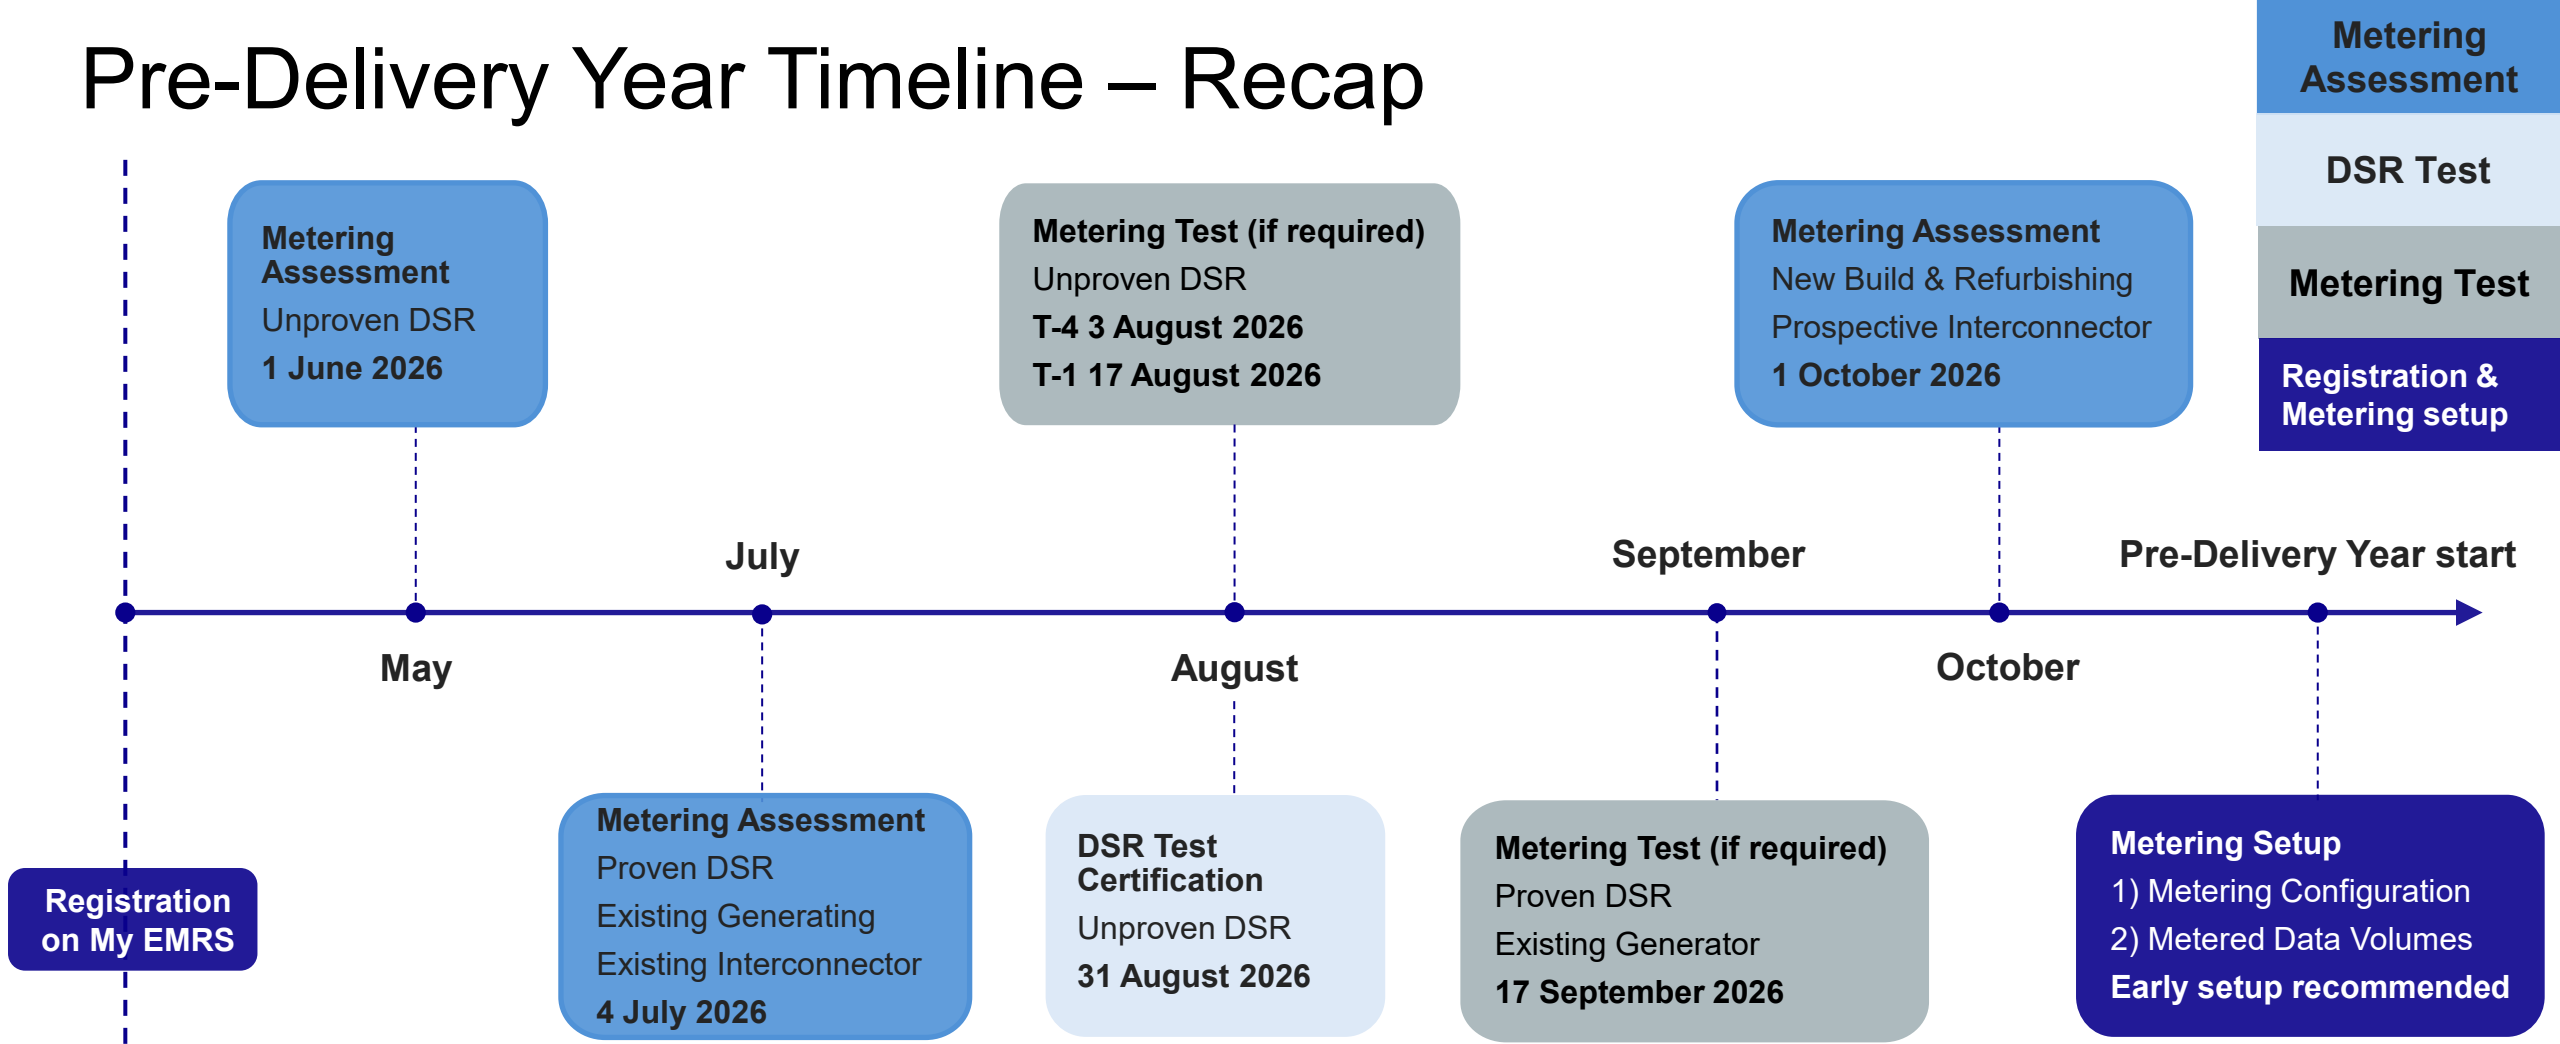 Pre-Delivery Year Timeline – Recap
Metering
Assessment
DSR Test
Metering Test
Registration &
Metering setup
Metering
Assessment
Unproven DSR
1 June 2026
Metering Test (if required)
Unproven DSR
T-4 3 August 2026
T-1 17 August 2026
Metering Assessment
New Build & Refurbishing
Prospective Interconnector
1 October 2026
July
September
Pre-Delivery Year start
May
August
October
Registration
on My EMRS
Metering Assessment
Proven DSR
Existing Generating
Existing Interconnector
4 July 2026
DSR Test
Certification
Unproven DSR
31 August 2026
Metering Test (if required)
Proven DSR
Existing Generator
17 September 2026
Metering Setup
1) Metering Configuration
2) Metered Data Volumes
Early setup recommended